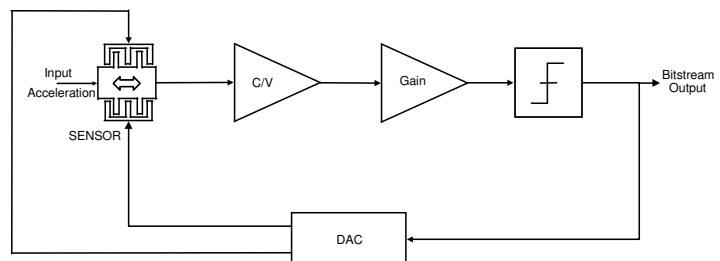 Input
Acceleration
SENSOR
C/V
Gain
Bitstream
Output
DAC